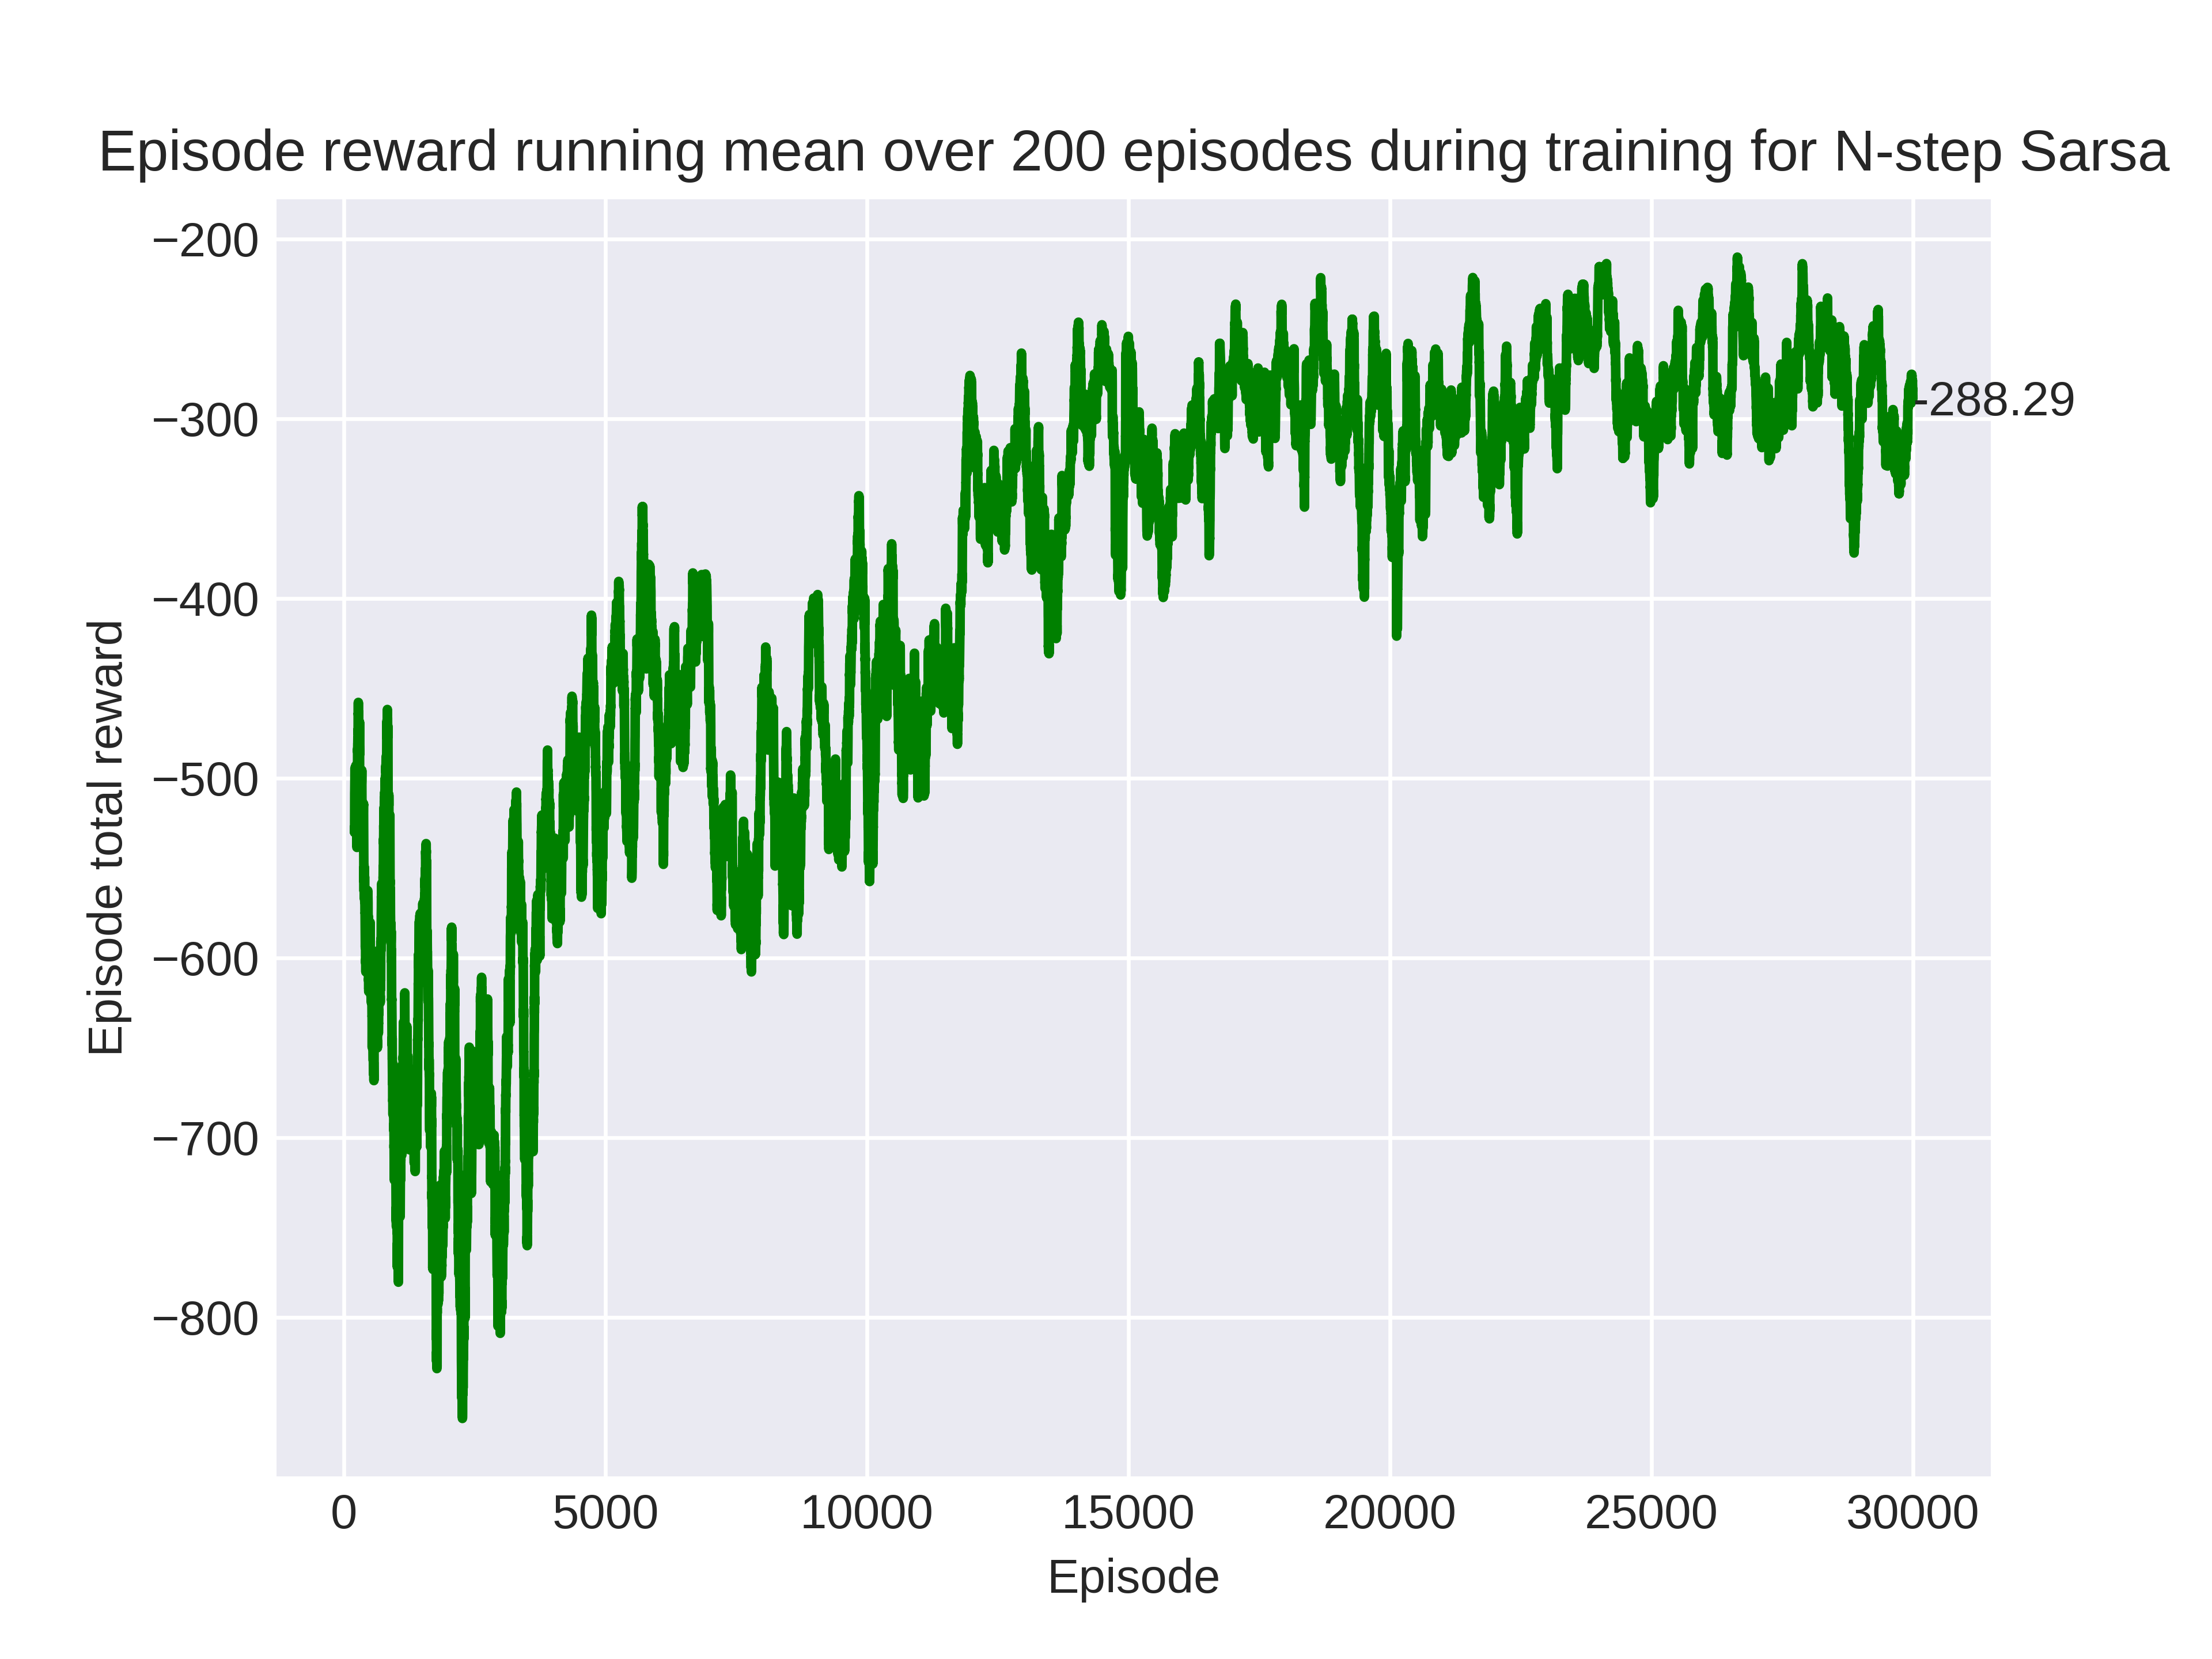 Episode reward running mean over 200 episodes during training for N-step Sarsa
Episode total reward
−200
−300
−400
−500
−600
−700
−800
-288.29
0 5000 10000 15000 20000 25000 30000
Episode